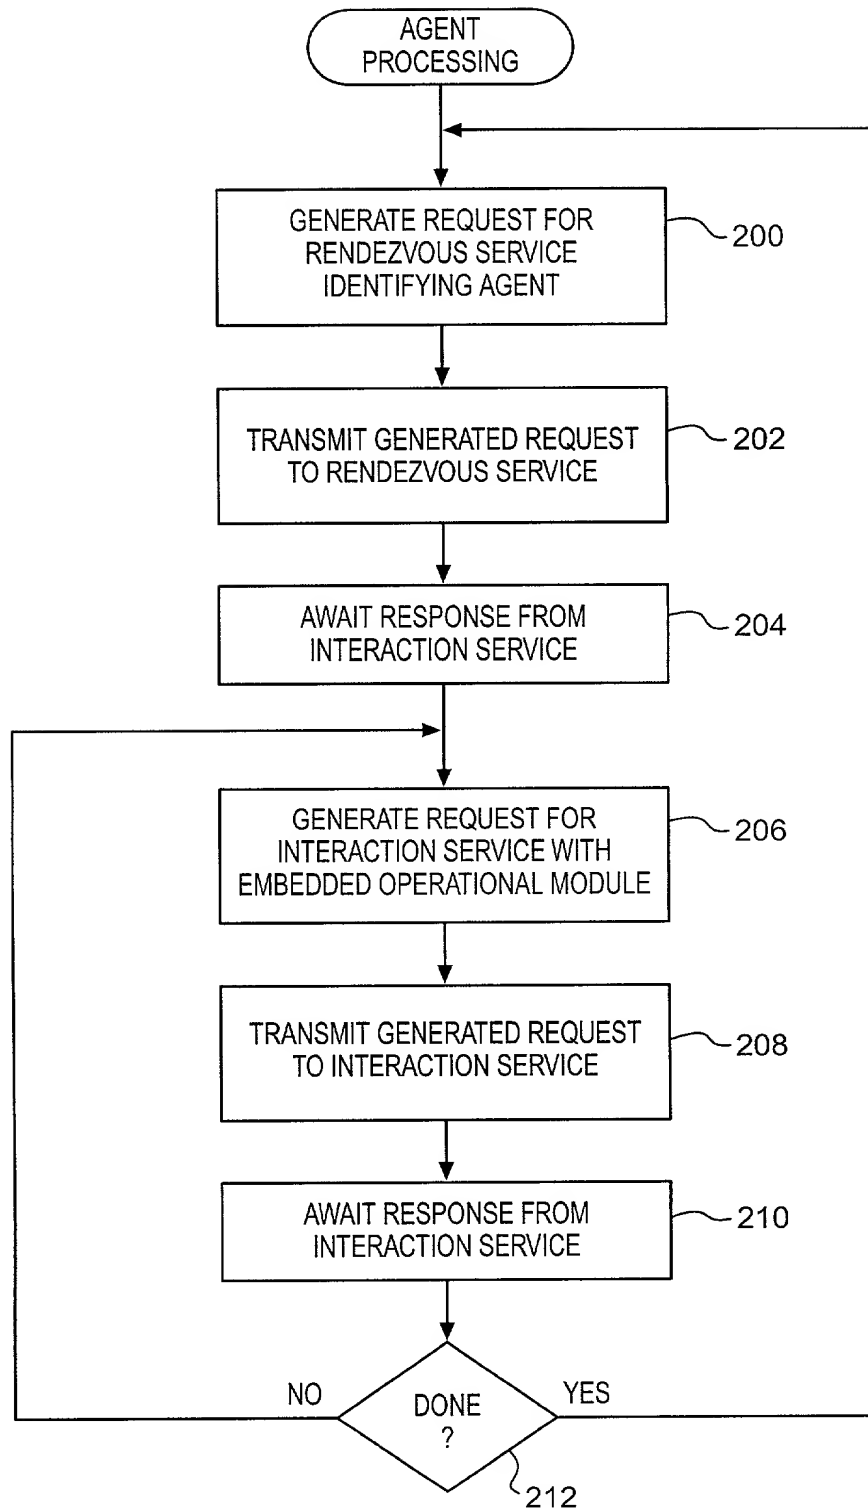 AGENT
PROCESSING
GENERATE REQUEST FOR
RENDEZVOUS SERVICE
IDENTIFYING AGENT
200
TRANSMIT GENERATED REQUEST
TO RENDEZVOUS SERVICE
202
AWAIT RESPONSE FROM
INTERACTION SERVICE
204
GENERATE REQUEST FOR
INTERACTION SERVICE WITH
EMBEDDED OPERATIONAL MODULE
206
TRANSMIT GENERATED REQUEST
TO INTERACTION SERVICE
208
AWAIT RESPONSE FROM
INTERACTION SERVICE
210
NO
DONE
?
YES
212